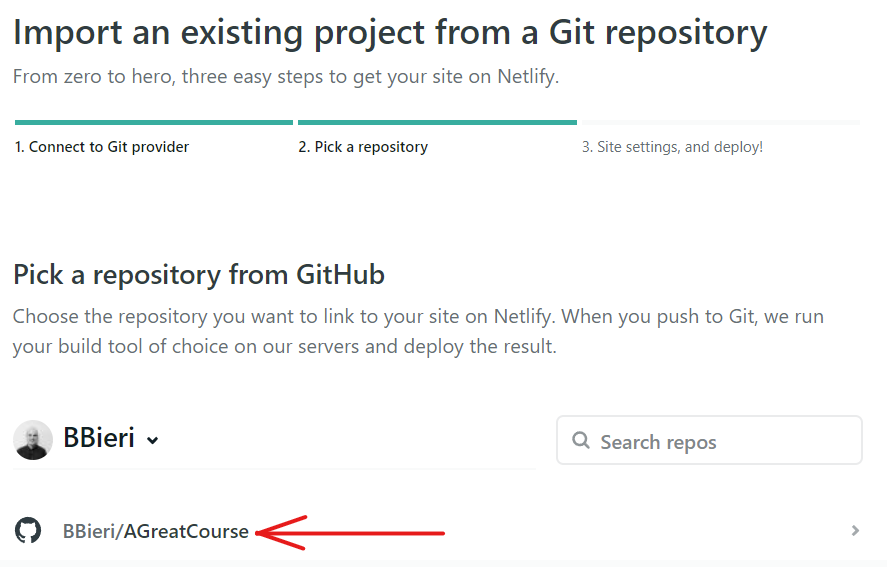 Import an existing project from a Git repository
From zero to hero, three easy steps to get your site on Netlify.
1. Connect to Git provider
2. Pick a repository
3. Site settings, and deploy!
Pick a repository from GitHub
Choose the repository you want to link to your site on Netlify. When you push to Git, we run
your build tool of choice on our servers and deploy the result.
BBieri
Search repos
BBieri/AGreatCourse